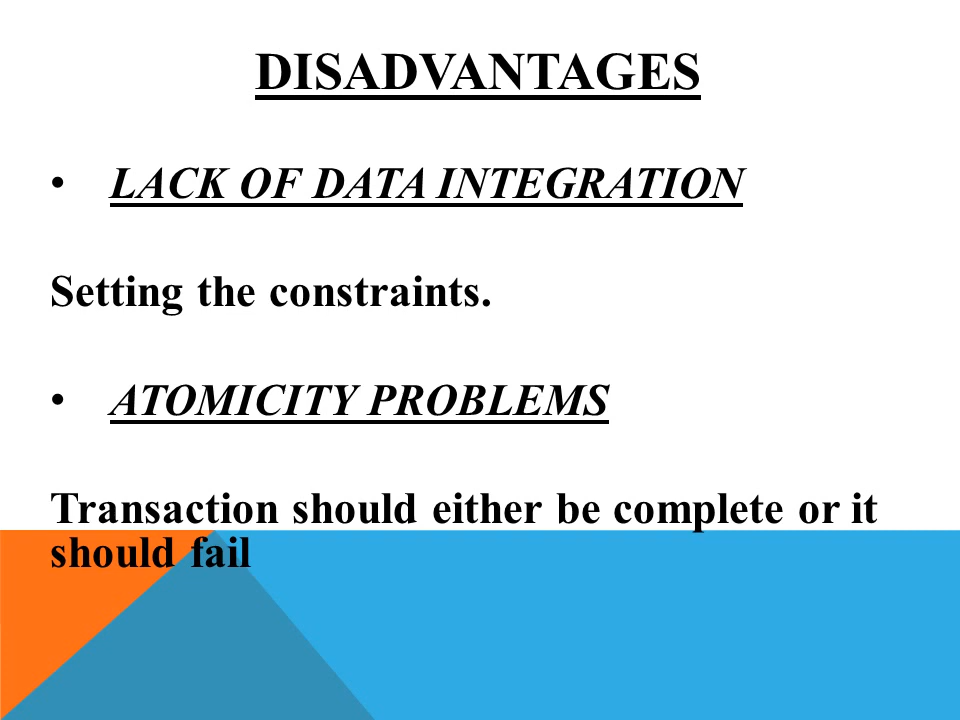 DISADVANTAGES
• LACK OF DATA INTEGRATION
Setting the constraints.
• ATOMICITY PROBLEMS
Transaction should either be complete or it
should fail